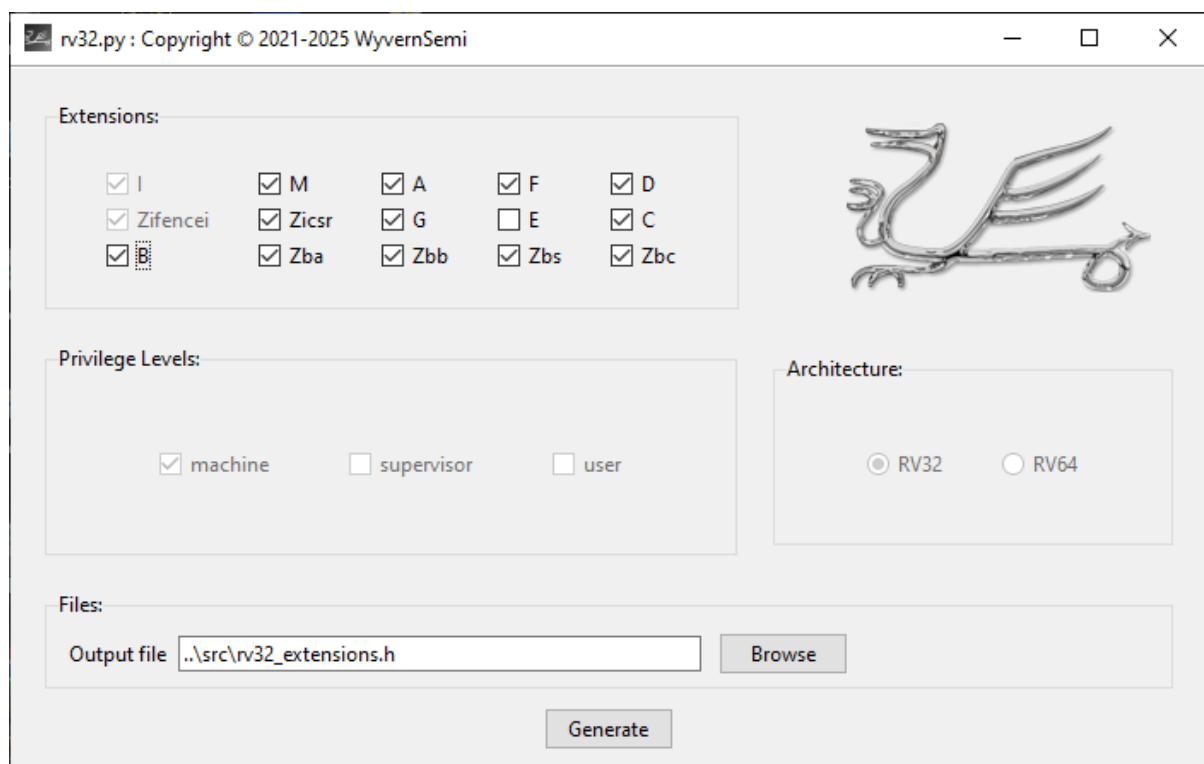 rv32.py : Copyright © 2021-2025 WyvernSemi
Extensions:
I M A F D
Zifencei Zicsr G E C
B Zba Zbb Zbs Zbc
Privilege Levels:
machine supervisor user
Architecture:
RV32 RV64
Files:
Output file ..\src\rv32_extensions.h Browse
Generate